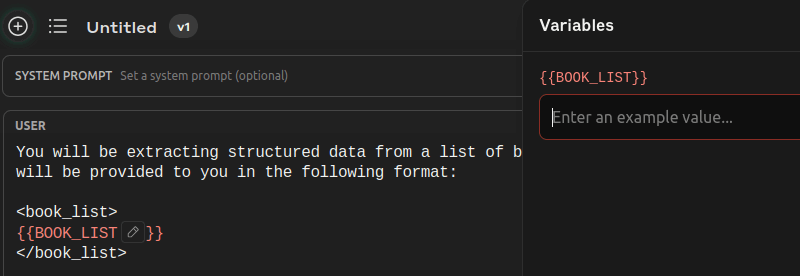 Untitled v1
SYSTEM PROMPT Set a system prompt (optional)
USER
You will be extracting structured data from a list of b
will be provided to you in the following format:
<book_list>
{{BOOK_LIST}}
</book_list>
Variables
{{BOOK_LIST}}
Enter an example value...